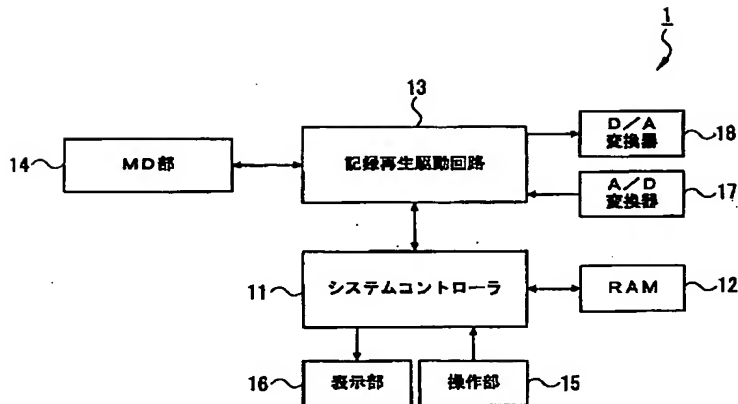 1
13
D／A
変換器
18
14
MD部
記録再生駆動回路
A／D
変換器
17
11
システムコントローラ
RAM
12
16
表示部
操作部
15